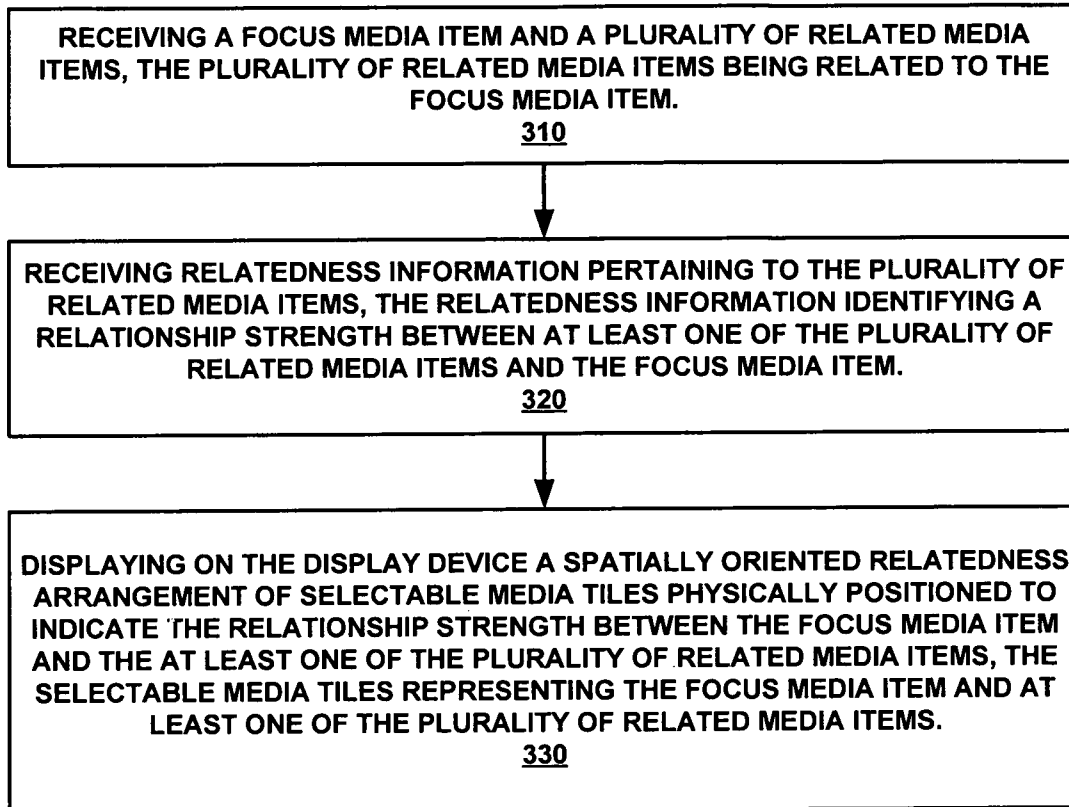 RECEIVING A FOCUS MEDIA ITEM AND A PLURALITY OF RELATED MEDIA
ITEMS, THE PLURALITY OF RELATED MEDIA ITEMS BEING RELATED TO THE
FOCUS MEDIA ITEM.
310
RECEIVING RELATEDNESS INFORMATION PERTAINING TO THE PLURALITY OF
RELATED MEDIA ITEMS, THE RELATEDNESS INFORMATION IDENTIFYING A
RELATIONSHIP STRENGTH BETWEEN AT LEAST ONE OF THE PLURALITY OF
RELATED MEDIA ITEMS AND THE FOCUS MEDIA ITEM.
320
DISPLAYING ON THE DISPLAY DEVICE A SPATIALLY ORIENTED RELATEDNESS
ARRANGEMENT OF SELECTABLE MEDIA TILES PHYSICALLY POSITIONED TO
INDICATE THE RELATIONSHIP STRENGTH BETWEEN THE FOCUS MEDIA ITEM
AND THE AT LEAST ONE OF THE PLURALITY OF RELATED MEDIA ITEMS, THE
SELECTABLE MEDIA TILES REPRESENTING THE FOCUS MEDIA ITEM AND AT
LEAST ONE OF THE PLURALITY OF RELATED MEDIA ITEMS.
330